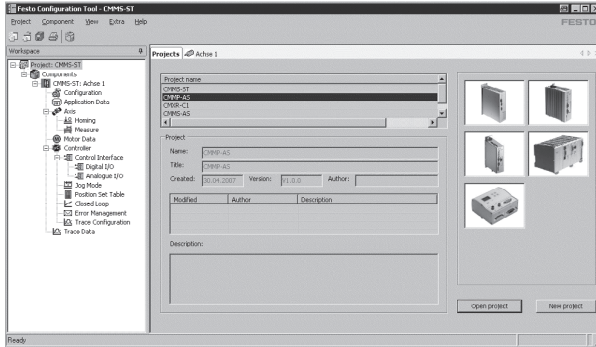 Festo Configuration Tool - CMMS-ST
Project Component View Extra Help
FESTO
Workspace
Projects Achse 1
Project: CMMS-ST
Components
CMMS-ST: Achse 1
Configuration
Application Data
Axis
Homing
Measure
Motor Data
Controller
Control Interface
Digital I/O
Analogue I/O
Jog Mode
Position Set Table
Closed Loop
Error Management
Trace Configuration
Trace Data
Project name
CMMS-ST
CMMP-AS
CMXR-C1
CMMS-AS
Project
Name: CMMP-AS
Title: CMMP-AS
Created: 30.04.2007 Version: V1.0.0 Author:
Modified Author Description
Description:
Open project New project
Ready